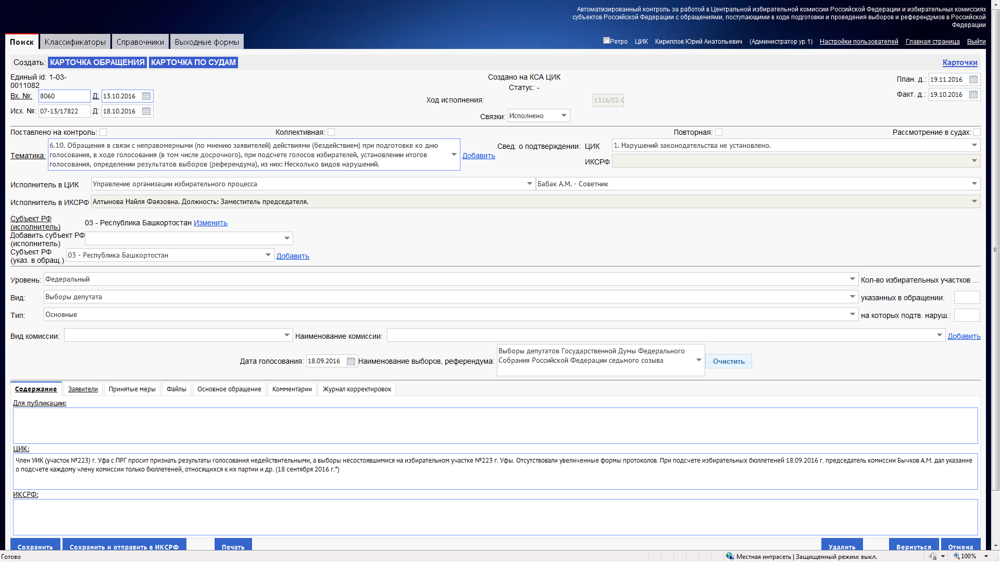 Автоматизированный контроль за работой в Центральной избирательной комиссии Российской Федерации и избирательных комиссиях
субъектов Российской Федерации с обращениями, поступающими в ходе подготовки и проведения выборов и референдумов в Российской
Федерации
Поиск Классификаторы Справочники Выходные формы
Ретро ЦИК Кириллов Юрий Анатольевич (Администратор ур.1) Настройки пользователей Главная страница Выйти
Создать: КАРТОЧКА ОБРАЩЕНИЯ КАРТОЧКА ПО СУДАМ Карточки
Единый id: 1-03-
0011082
Создано на КСА ЦИК
Статус: -
План. д.: 19.11.2016
Вх. №: 8060 Д: 13.10.2016
Ход исполнения: 1316/02-
Факт. д.: 19.10.2016
Исх. №: 07-13/17822 Д: 18.10.2016
Связки: Исполнено
Поставлено на контроль: Коллективная: Повторная: Рассмотрение в судах:
Тематика:
6.10. Обращения в связи с неправомерными (по мнению заявителей) действиями (бездействием) при подготовке ко дню
голосования, в ходе голосования (в том числе досрочного), при подсчете голосов избирателей, установлении итогов
голосования, определении результатов выборов (референдума), из них: Несколько видов нарушений.
Добавить
Свед. о подтверждении: ЦИК 1. Нарушений законодательства не установлено.
ИКСРФ
Исполнитель в ЦИК Управление организации избирательного процесса Бабак А.М. - Советник
Исполнитель в ИКСРФ Алтынова Найля Фаязовна. Должность: Заместитель председателя.
Субъект РФ
(исполнитель)
03 - Республика Башкортостан Изменить
Добавить субъект РФ
(исполнитель)
Субъект РФ
(указ. в обращ.)
03 - Республика Башкортостан Добавить
Уровень: Федеральный Кол-во избирательных участков ...
Вид: Выборы депутата указанных в обращении:
Тип: Основные на которых подтв. наруш.:
Вид комиссии: Наименование комиссии: Добавить
Дата голосования: 18.09.2016 Наименование выборов, референдума:
Выборы депутатов Государственной Думы Федерального
Собрания Российской Федерации седьмого созыва
Очистить
Содержание Заявители Принятые меры Файлы Основное обращение Комментарии Журнал корректировок
Для публикации:
ЦИК:
Член УИК (участок №223) г. Уфа с ПРГ просит признать результаты голосования недействительными, а выборы несостоявшимися на избирательном участке №223 г. Уфы. Отсутствовали увеличенные формы протоколов. При подсчете избирательных бюллетеней 18.09.2016 г. председатель комиссии Бычков А.М. дал указание
о подсчете каждому члену комиссии только бюллетеней, относящихся к их партии и др. (18 сентября 2016 г.")
ИКСРФ:
Сохранить Сохранить и отправить в ИКСРФ Печать Удалить Вернуться Отмена
Готово Местная интрасеть | Защищенный режим: выкл. 100%